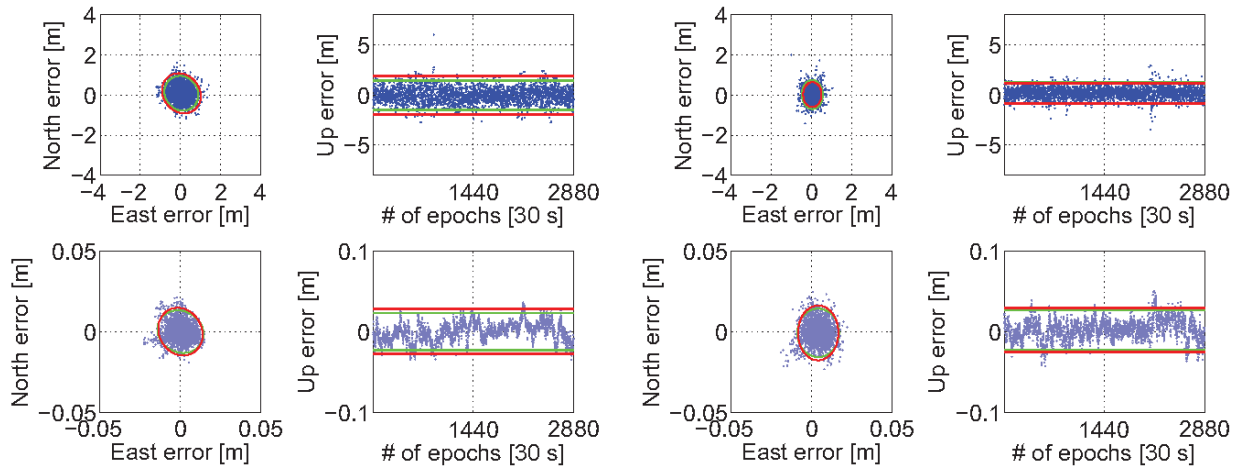 4
2
0
−2
−4
−4 −2 0 2 4
North error [m]
East error [m]
5
0
−5
1440 2880
Up error [m]
# of epochs [30 s]
4
2
0
−2
−4
−4 −2 0 2 4
North error [m]
East error [m]
5
0
−5
1440 2880
Up error [m]
# of epochs [30 s]
0.05
0
−0.05
−0.05 0 0.05
North error [m]
East error [m]
0.1
0
−0.1
1440 2880
Up error [m]
# of epochs [30 s]
0.05
0
−0.05
−0.05 0 0.05
North error [m]
East error [m]
0.1
0
−0.1
1440 2880
Up error [m]
# of epochs [30 s]